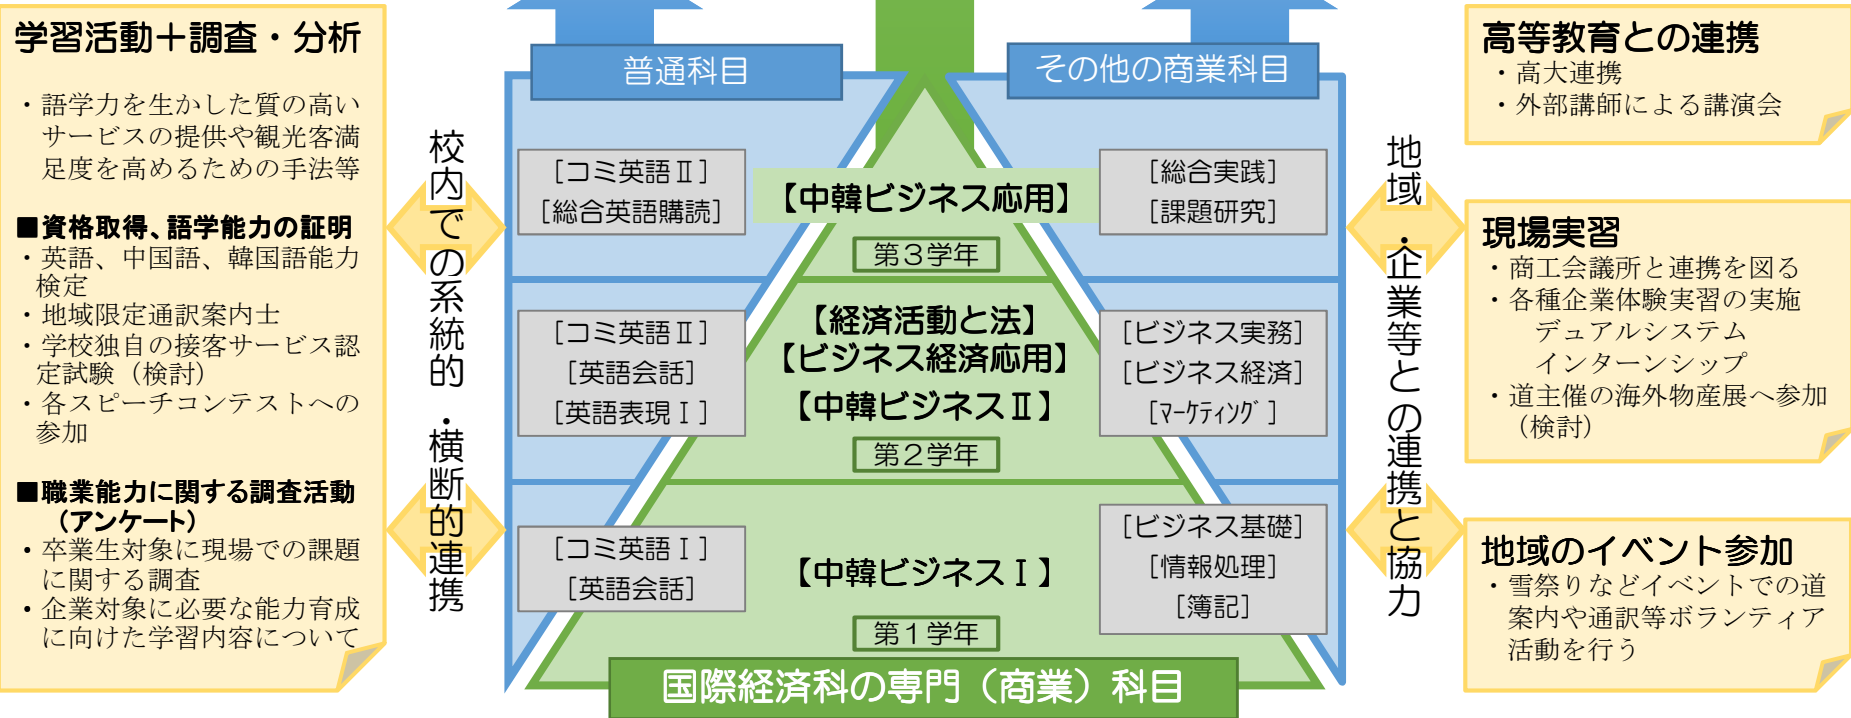 学習活動＋調査・分析
・語学力を生かした質の高い
サービスの提供や観光客満
足度を高めるための手法等
■資格取得、語学能力の証明
・英語、中国語、韓国語能力
検定
・地域限定通訳案内士
・学校独自の接客サービス認
定試験（検討）
・各スピーチコンテストへの
参加
■職業能力に関する調査活動
（アンケート）
・卒業生対象に現場での課題
に関する調査
・企業対象に必要な能力育成
に向けた学習内容について
校内での系統的・横断的連携
普通科目
その他の商業科目
［コミ英語Ⅱ］
［総合英語購読］
【中韓ビジネス応用】
第３学年
［総合実践］
［課題研究］
［コミ英語Ⅱ］
［英語会話］
［英語表現Ⅰ］
【経済活動と法】
【ビジネス経済応用】
【中韓ビジネスⅡ】
第２学年
［ビジネス実務］
［ビジネス経済］
［ﾏｰｹﾃｨﾝｸﾞ］
［コミ英語Ⅰ］
［英語会話］
【中韓ビジネスⅠ】
第１学年
［ビジネス基礎］
［情報処理］
［簿記］
国際経済科の専門（商業）科目
地域・企業等との連携と協力
高等教育との連携
・高大連携
・外部講師による講演会
現場実習
・商工会議所と連携を図る
・各種企業体験実習の実施
デュアルシステム
インターンシップ
・道主催の海外物産展へ参加
（検討）
地域のイベント参加
・雪祭りなどイベントでの道
案内や通訳等ボランティア
活動を行う